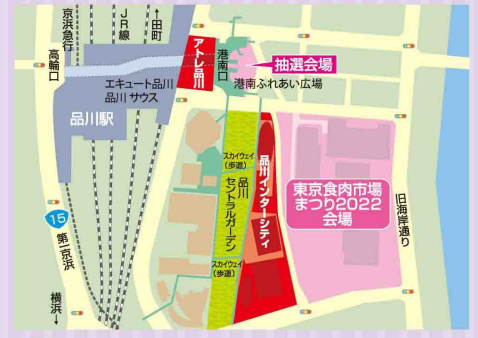 京浜急行
JR線
↑田町
高輪口
アトレ品川
港南口
抽選会場
港南ふれあい広場
エキュート品川
品川 サウス
品川駅
スカイウェイ
(歩道)
品川
セントラルガーデン
品川インターシティ
東京食肉市場
まつり2022
会場
旧海岸通り
15
第一京浜
スカイウェイ
(歩道)
横浜↓